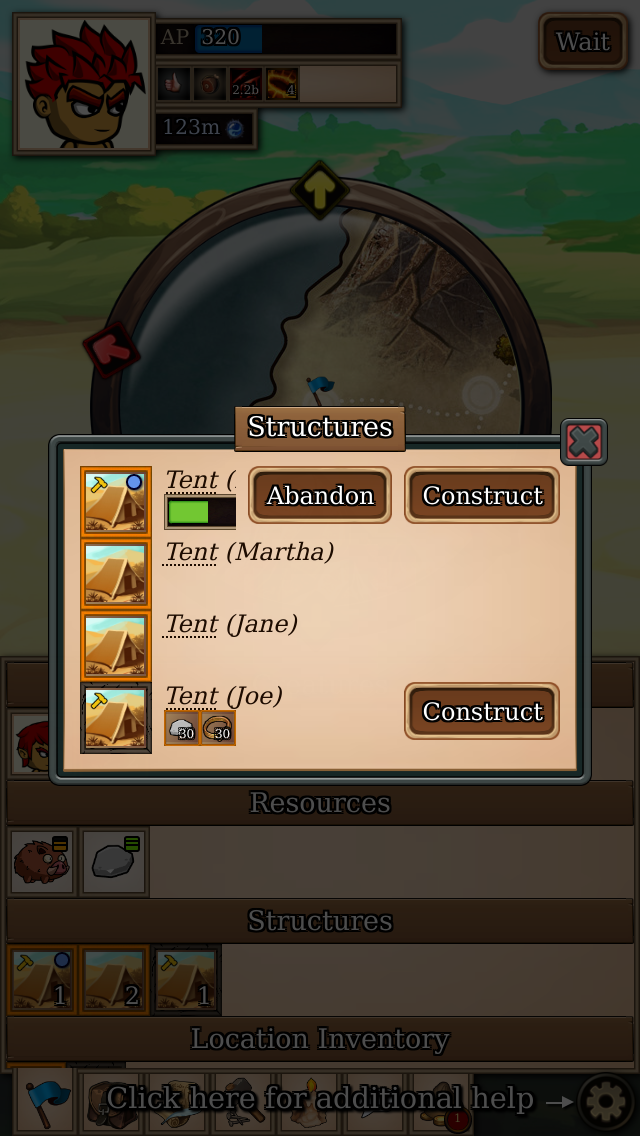 AP 320
Wait
2.2b
4
123m
Structures
Tent (
Abandon
Construct
Tent (Martha)
Tent (Jane)
Tent (Joe)
30
30
Construct
Resources
Structures
1
2
1
Location Inventory
Click here for additional help →
1